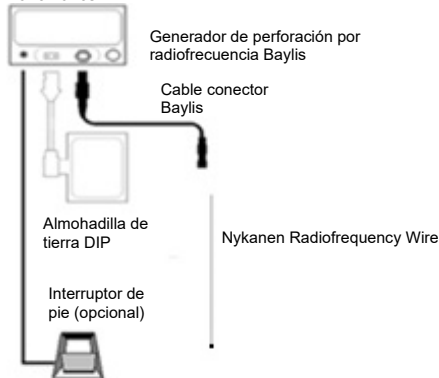 Generador de perforación por
radiofrecuencia Baylis
Cable conector
Baylis
Almohadilla de
tierra DIP
Nykanen Radiofrequency Wire
Interruptor de
pie (opcional)